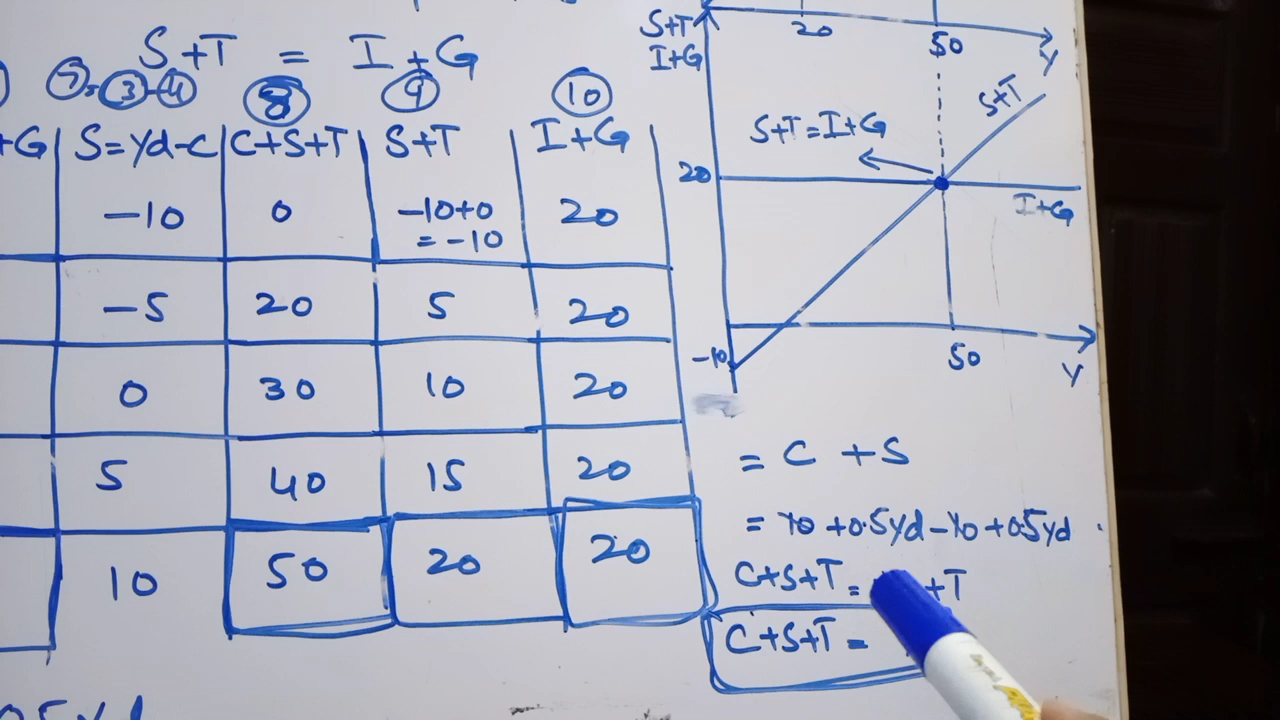 S+T = I+G
7=3-4 8 9 10
+G S=Yd-C C+S+T S+T I+G
-10 0 -10+0 20
= -10
-5 20 5 20
0 30 10 20
5 40 15 20
10 50 20 20
0.5Yd
20 50 Y
S+T
I+G
S+T
S+T=I+G
20
I+G
-10
50
Y
= C +S
= 10 +0.5Yd-10+0.5Yd
C+S+T= +T
C+S+T=